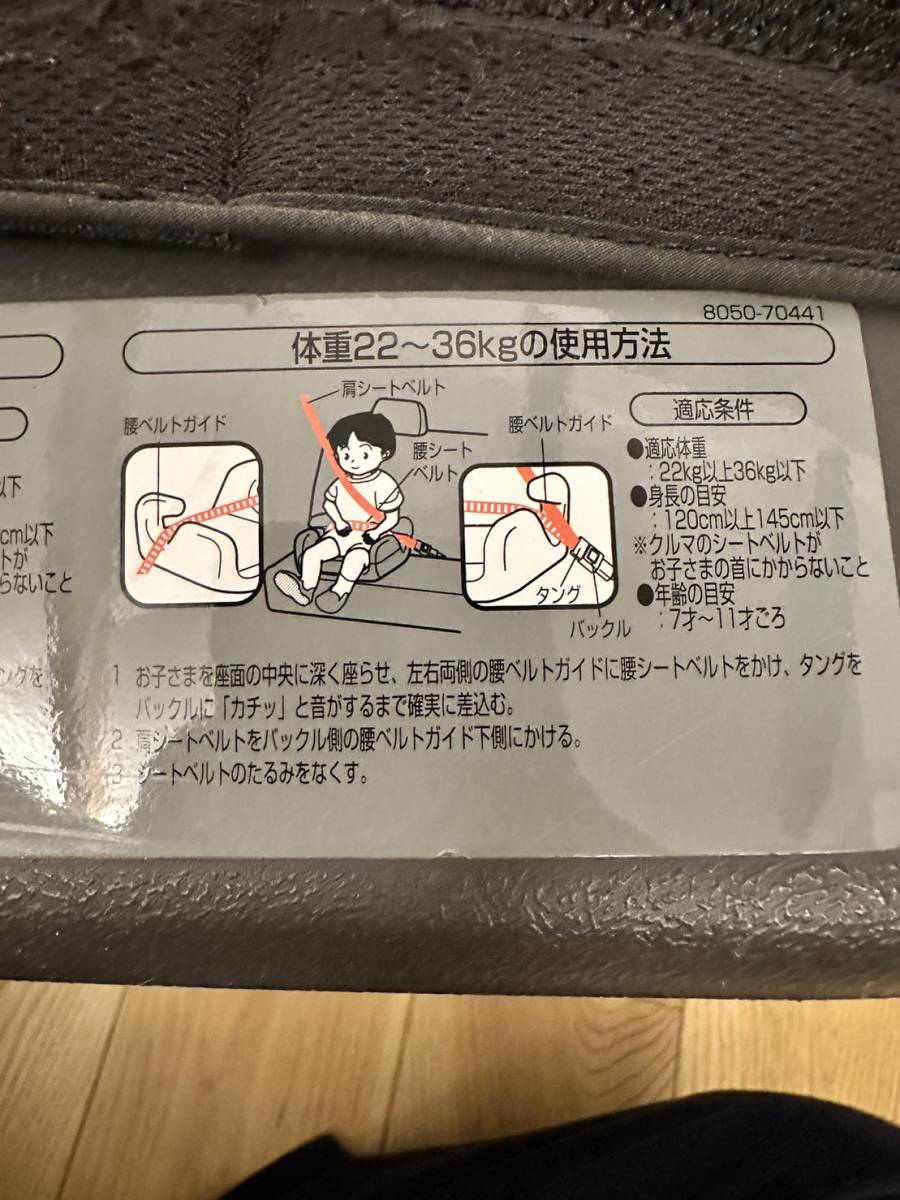 8050-70441
体重22～36kgの使用方法
肩シートベルト
腰ベルトガイド
腰シート
ベルト
腰ベルトガイド
タング
バックル
適応条件
●適応体重
：22kg以上36kg以下
●身長の目安
：120cm以上145cm以下
※クルマのシートベルトが
お子さまの首にかからないこと
●年齢の目安
：7才～11才ごろ
以下
cm以下
トが
らないこと
ングを
1 お子さまを座面の中央に深く座らせ、左右両側の腰ベルトガイドに腰シートベルトをかけ、タングを
バックルに「カチッ」と音がするまで確実に差込む。
2 肩シートベルトをバックル側の腰ベルトガイド下側にかける。
3 シートベルトのたるみをなくす。